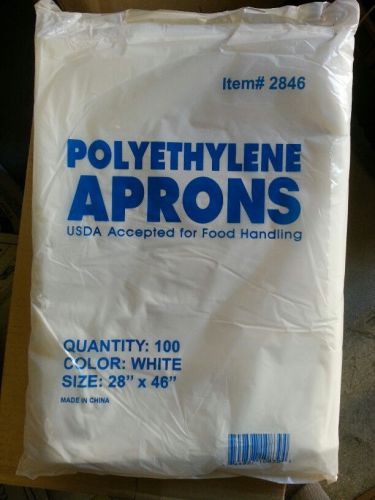 Item# 2846
POLYETHYLENE
APRONS
USDA Accepted for Food Handling
QUANTITY: 100
COLOR: WHITE
SIZE: 28" x 46"
MADE IN CHINA